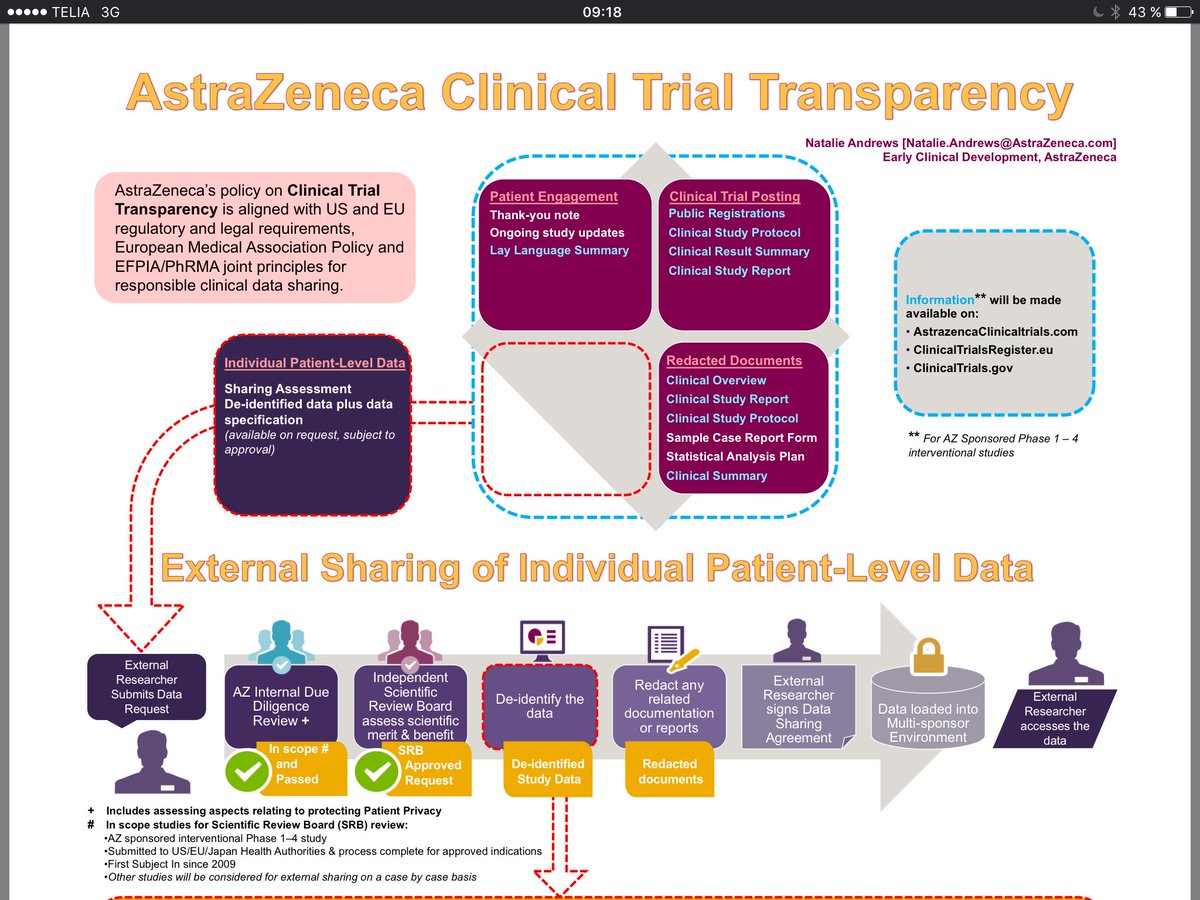 TELIA 3G
09:18
43 %
AstraZeneca Clinical Trial Transparency
Natalie Andrews [Natalie.Andrews@AstraZeneca.com]
Early Clinical Development, AstraZeneca
AstraZeneca's policy on Clinical Trial
Transparency is aligned with US and EU
regulatory and legal requirements,
European Medical Association Policy and
EFPIA/PhRMA joint principles for
responsible clinical data sharing.
Patient Engagement
Thank-you note
Ongoing study updates
Lay Language Summary
Clinical Trial Posting
Public Registrations
Clinical Study Protocol
Clinical Result Summary
Clinical Study Report
Information** will be made
available on:
• AstrazencaClinicaltrials.com
• ClinicalTrialsRegister.eu
• ClinicalTrials.gov
** For AZ Sponsored Phase 1 – 4
interventional studies
Individual Patient-Level Data
Sharing Assessment
De-identified data plus data
specification
(available on request, subject to
approval)
Redacted Documents
Clinical Overview
Clinical Study Report
Clinical Study Protocol
Sample Case Report Form
Statistical Analysis Plan
Clinical Summary
External Sharing of Individual Patient-Level Data
External
Researcher
Submits Data
Request
AZ Internal Due
Diligence
Review +
In scope #
and
Passed
Independent
Scientific
Review Board
assess scientific
merit & benefit
SRB
Approved
Request
De-identify the
data
De-identified
Study Data
Redact any
related
documentation
or reports
Redacted
documents
External
Researcher
signs Data
Sharing
Agreement
Data loaded into
Multi-sponsor
Environment
External
Researcher
accesses the
data
+ Includes assessing aspects relating to protecting Patient Privacy
# In scope studies for Scientific Review Board (SRB) review:
•AZ sponsored interventional Phase 1–4 study
•Submitted to US/EU/Japan Health Authorities & process complete for approved indications
•First Subject In since 2009
•Other studies will be considered for external sharing on a case by case basis